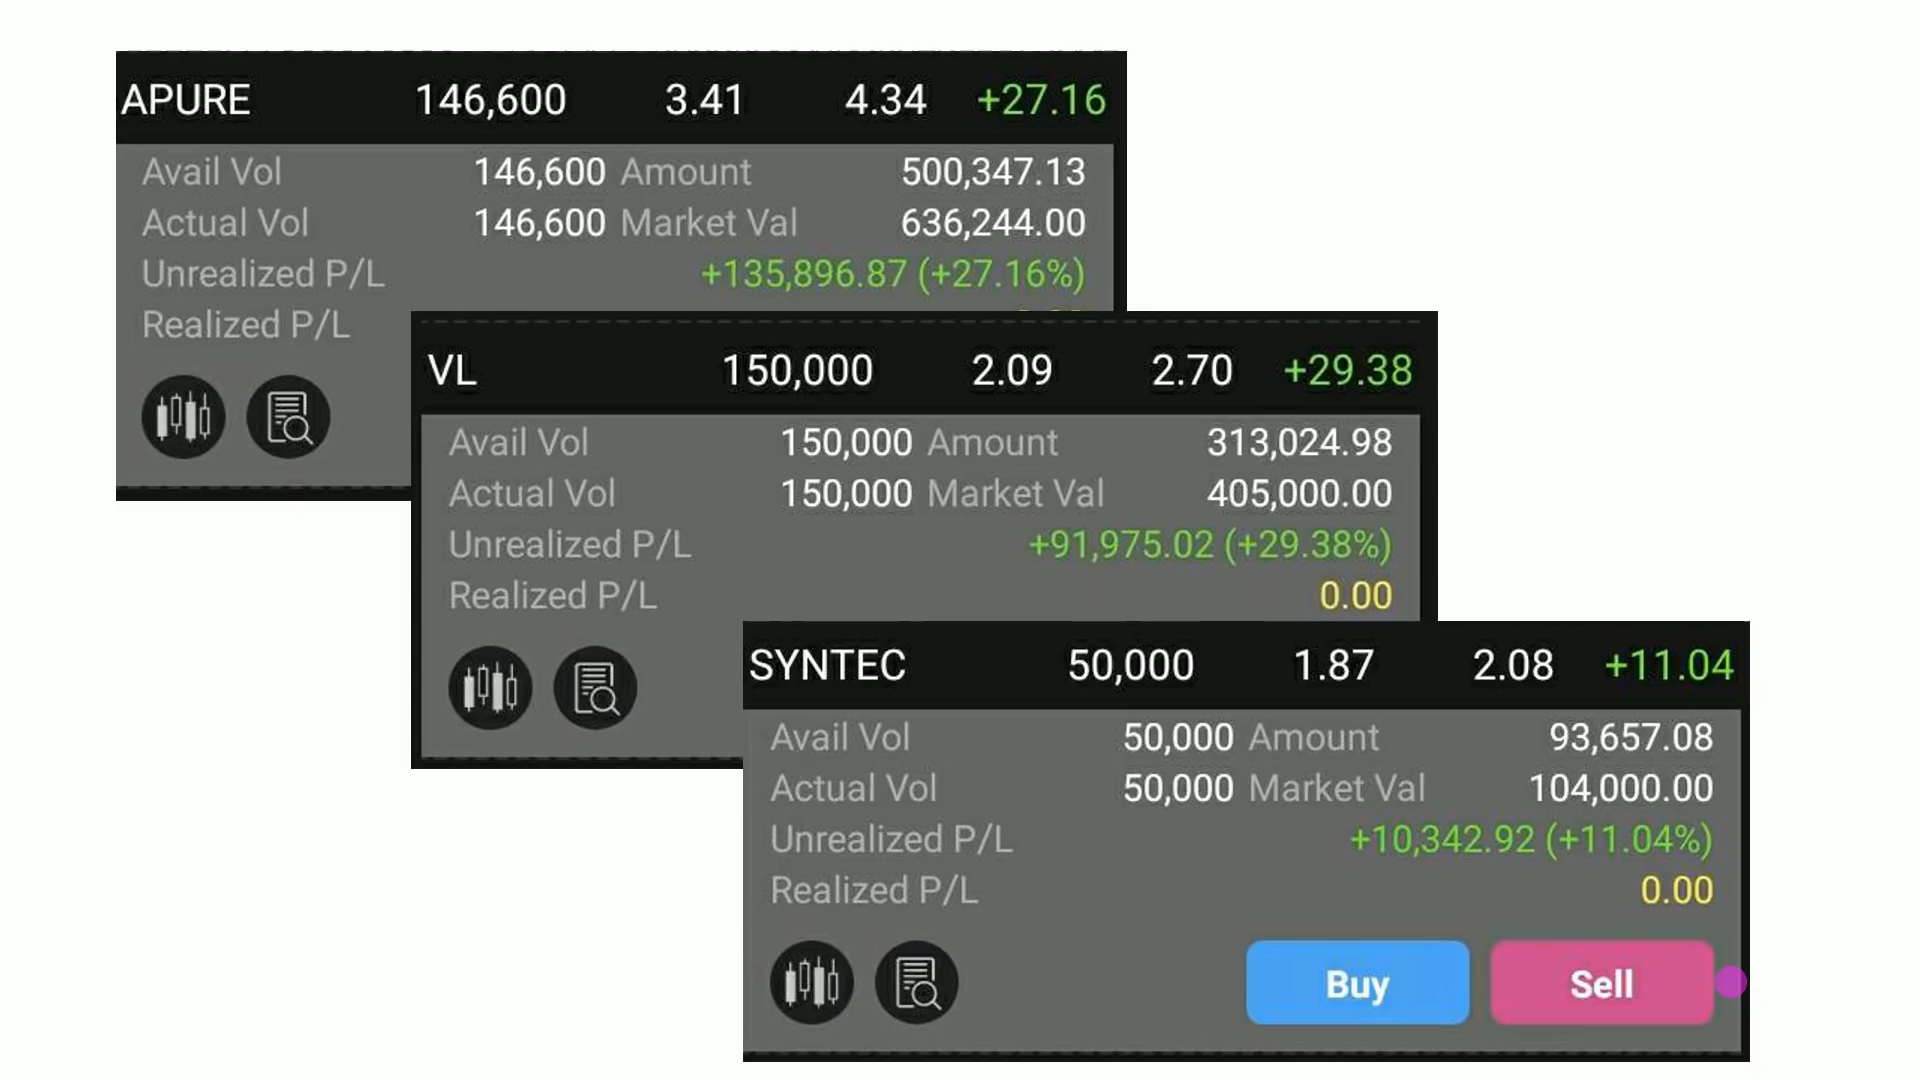 APURE 146,600 3.41 4.34 +27.16
Avail Vol 146,600 Amount 500,347.13
Actual Vol 146,600 Market Val 636,244.00
Unrealized P/L +135,896.87 (+27.16%)
Realized P/L
VL 150,000 2.09 2.70 +29.38
Avail Vol 150,000 Amount 313,024.98
Actual Vol 150,000 Market Val 405,000.00
Unrealized P/L +91,975.02 (+29.38%)
Realized P/L 0.00
SYNTEC 50,000 1.87 2.08 +11.04
Avail Vol 50,000 Amount 93,657.08
Actual Vol 50,000 Market Val 104,000.00
Unrealized P/L +10,342.92 (+11.04%)
Realized P/L 0.00
Buy Sell